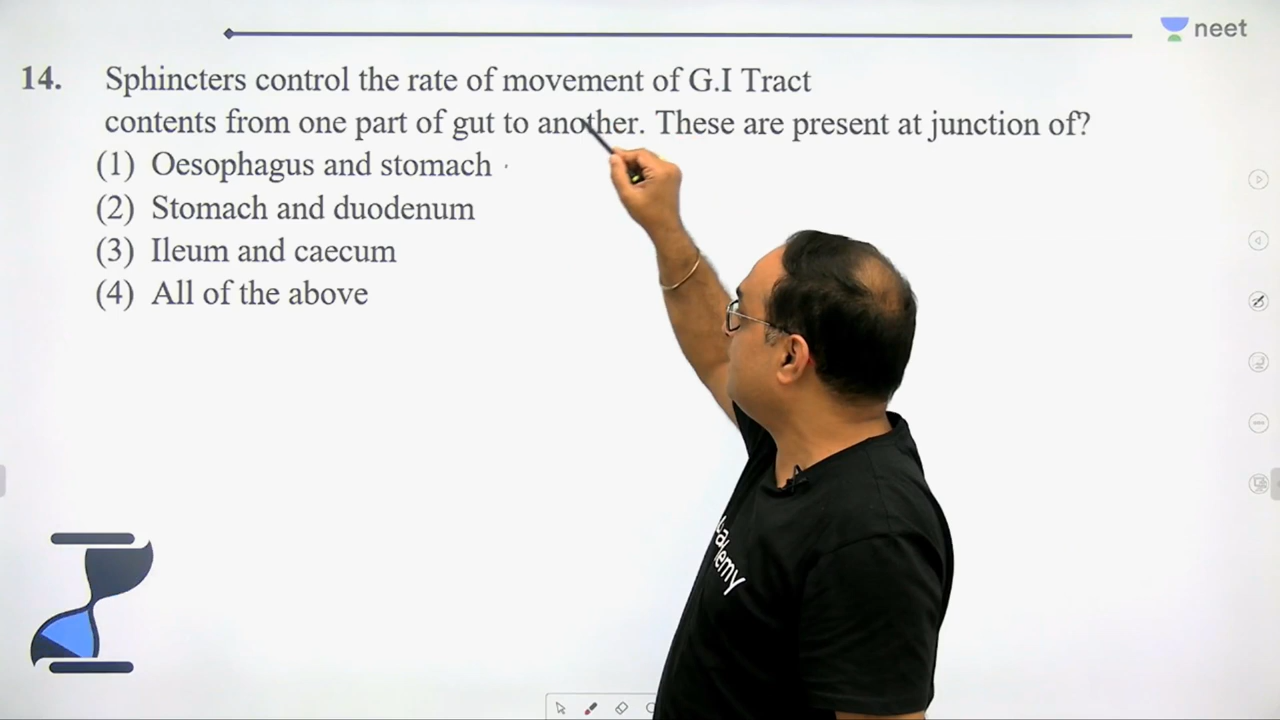 neet
14. Sphincters control the rate of movement of G.I Tract
contents from one part of gut to another. These are present at junction of?
(1) Oesophagus and stomach
(2) Stomach and duodenum
(3) Ileum and caecum
(4) All of the above